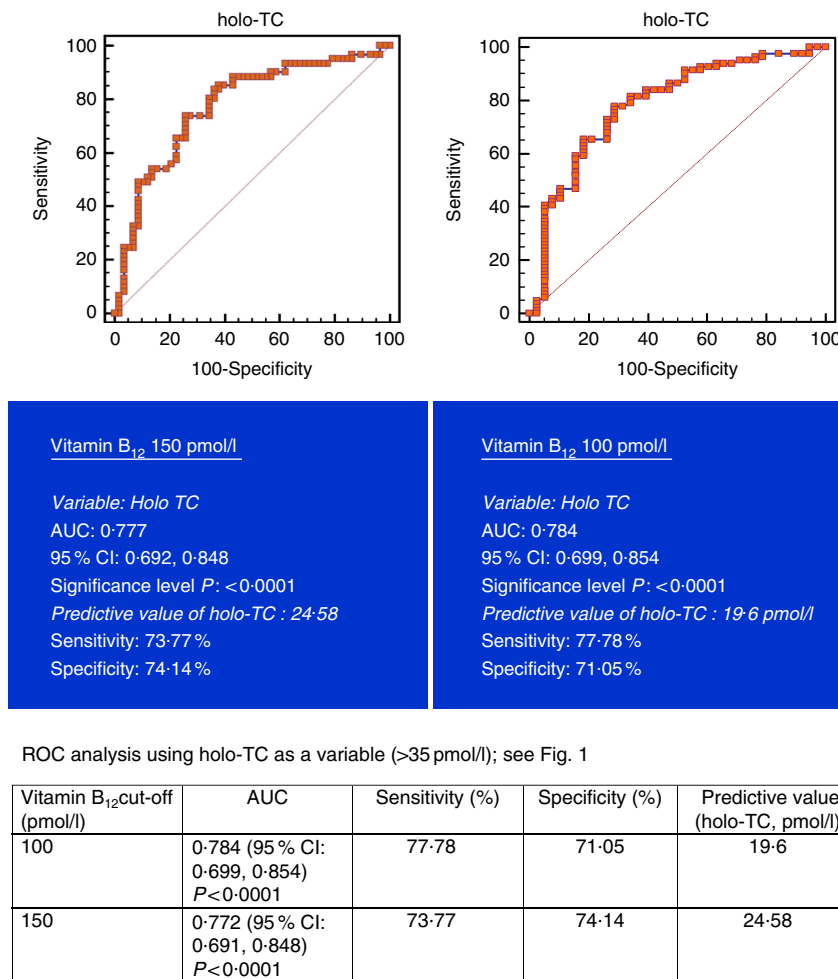 holo-TC
Sensitivity
100
80
60
40
20
0
0 20 40 60 80 100
100-Specificity
holo-TC
Sensitivity
100
80
60
40
20
0
0 20 40 60 80 100
100-Specificity
Vitamin B12 150 pmol/l
Variable: Holo TC
AUC: 0·777
95 % CI: 0·692, 0·848
Significance level P: <0·0001
Predictive value of holo-TC : 24·58
Sensitivity: 73·77 %
Specificity: 74·14 %
Vitamin B12 100 pmol/l
Variable: Holo TC
AUC: 0·784
95 % CI: 0·699, 0·854
Significance level P: <0·0001
Predictive value of holo-TC : 19·6 pmol/l
Sensitivity: 77·78 %
Specificity: 71·05 %
ROC analysis using holo-TC as a variable (>35 pmol/l); see Fig. 1
Vitamin B12cut-off (pmol/l) AUC Sensitivity (%) Specificity (%) Predictive value (holo-TC, pmol/l)
100 0·784 (95 % CI: 0·699, 0·854) P<0·0001 77·78 71·05 19·6
150 0·772 (95 % CI: 0·691, 0·848) P<0·0001 73·77 74·14 24·58